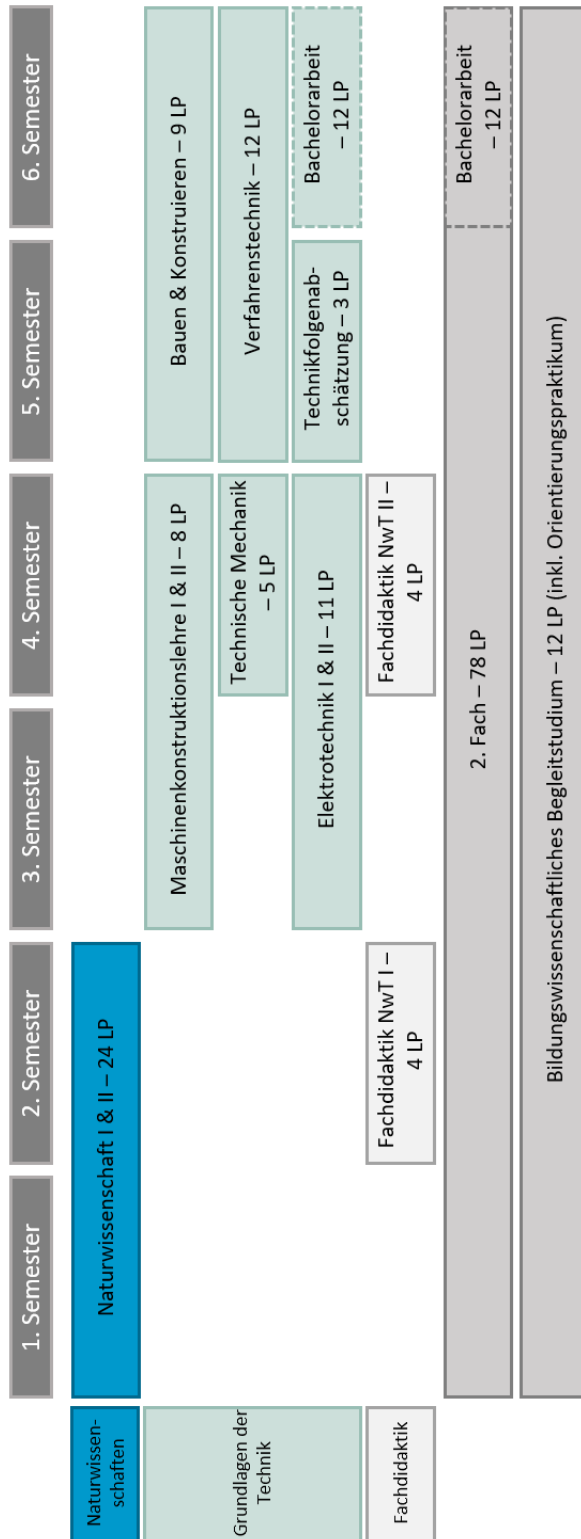 1. Semester
2. Semester
3. Semester
4. Semester
5. Semester
6. Semester
Naturwissen-
schaften
Naturwissenschaft I & II – 24 LP
Grundlagen der
Technik
Maschinenkonstruktionslehre I & II – 8 LP
Bauen & Konstruieren – 9 LP
Technische Mechanik
– 5 LP
Verfahrenstechnik – 12 LP
Elektrotechnik I & II – 11 LP
Technikfolgenab-
schätzung – 3 LP
Bachelorarbeit
– 12 LP
Fachdidaktik
Fachdidaktik NwT I –
4 LP
Fachdidaktik NwT II –
4 LP
2. Fach – 78 LP
Bachelorarbeit
– 12 LP
Bildungswissenschaftliches Begleitstudium – 12 LP (inkl. Orientierungspraktikum)